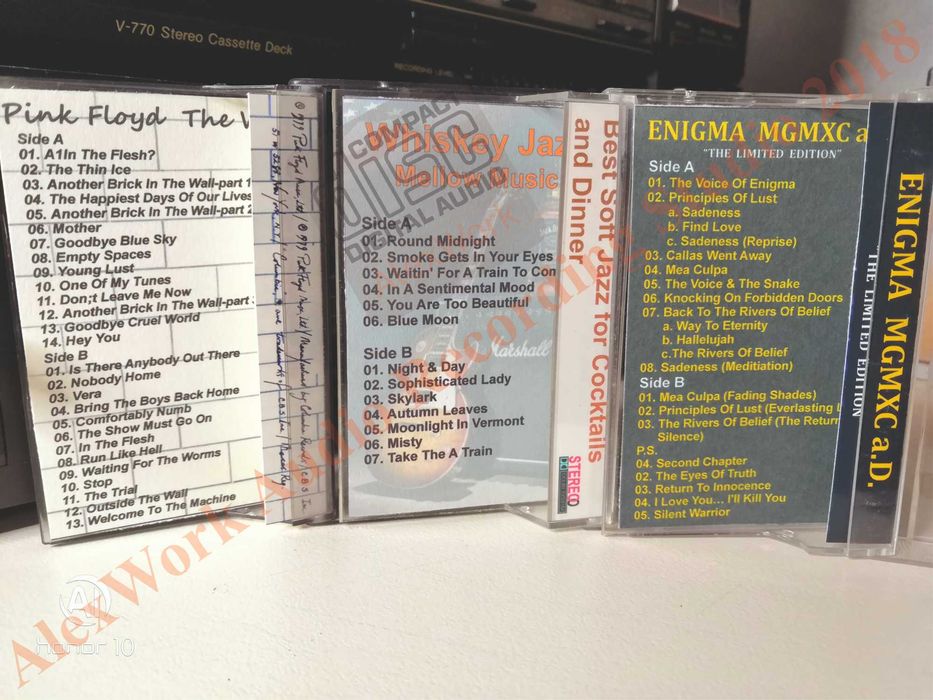 V-770 Stereo Cassette Deck
RECORDING LEVEL
Pink Floyd The
Side A
01. A1In The Flesh?
02. The Thin Ice
03. Another Brick In The Wall-part 1
04. The Happiest Days Of Our Lives
05. Another Brick In The Wall-part 2
06. Mother
07. Goodbye Blue Sky
08. Empty Spaces
09. Young Lust
10. One Of My Tunes
11. Don;t Leave Me Now
12. Another Brick In The Wall-part
13. Goodbye Cruel World
14. Hey You
Side B
01. Is There Anybody Out There
02. Nobody Home
03. Vera
04. Bring The Boys Back Home
05. Comfortably Numb
06. The Show Must Go On
07. In The Flesh
08. Run Like Hell
09. Waiting For The Worms
10. Stop
11. The Trial
12. Outside The Wall
13. Welcome To The Machine
Whiskey Jaz
Mellow Music
COMPACT
disc
DIGITAL AUDIO
Side A
01. Round Midnight
02. Smoke Gets In Your Eyes
03. Waitin' For A Train To Com
04. In A Sentimental Mood
05. You Are Too Beautiful
06. Blue Moon
Side B
01. Night & Day
02. Sophisticated Lady
03. Skylark
04. Autumn Leaves
05. Moonlight in Vermont
06. Misty
07. Take The A Train
Marshall
Best Soft Jazz for Cocktails
and Dinner
STEREO
ENIGMA MGMXC a
"THE LIMITED EDITION"
Side A
01. The Voice Of Enigma
02. Principles Of Lust
a. Sadeness
b. Find Love
c. Sadeness (Reprise)
03. Callas Went Away
04. Mea Culpa
05. The Voice & The Snake
06. Knocking On Forbidden Doors
07. Back To The Rivers Of Belief
a. Way To Eternity
b. Hallelujah
c.The Rivers Of Belief
08. Sadeness (Meditiation)
Side B
01. Mea Culpa (Fading Shades)
02. Principles Of Lust (Everlasting L
03. The Rivers Of Belief (The Return
Silence)
P.S.
04. Second Chapter
02. The Eyes Of Truth
03. Return To Innocence
04. I Love You... I'll Kill You
05. Silent Warrior
ENIGMA MGMXC a.D.
"THE LIMITED EDITION"
AlexWork Audio Recording Studio 2018
honor 10